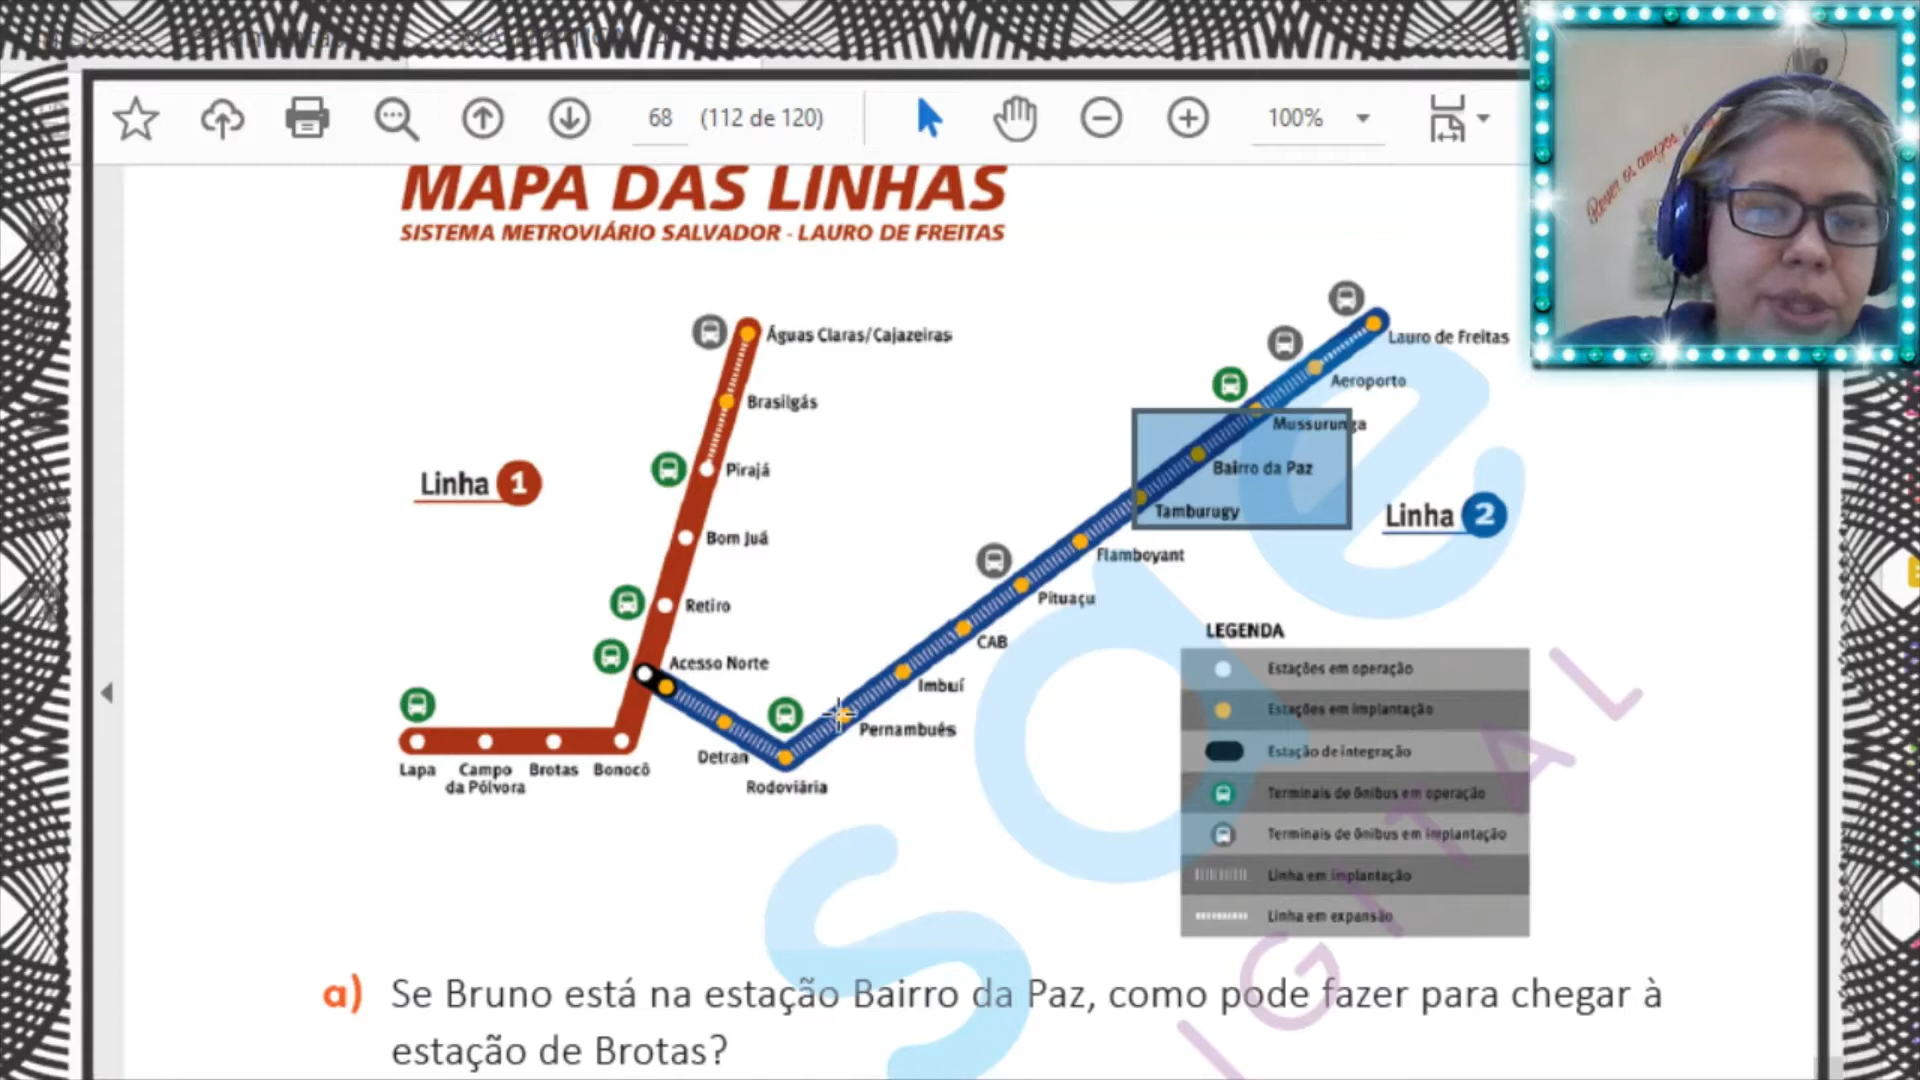 68 (112 de 120) 100%
MAPA DAS LINHAS
SISTEMA METROVIÁRIO SALVADOR - LAURO DE FREITAS
Águas Claras/Cajazeiras
Brasilgás
Linha 1
Pirajá
Bom Juá
Retiro
Acesso Norte
Lapa
Campo da Pólvora
Brotas
Bonocô
Detran
Rodoviária
Pernambués
Imbuí
CAB
Pituaçu
Flamboyant
Tamburugy
Bairro da Paz
Mussurunga
Aeroporto
Lauro de Freitas
Linha 2
LEGENDA
Estações em operação
Estações em implantação
Estação de integração
Terminais de ônibus em operação
Terminais de ônibus em implantação
Linha em implantação
Linha em expansão
a) Se Bruno está na estação Bairro da Paz, como pode fazer para chegar à
estação de Brotas?